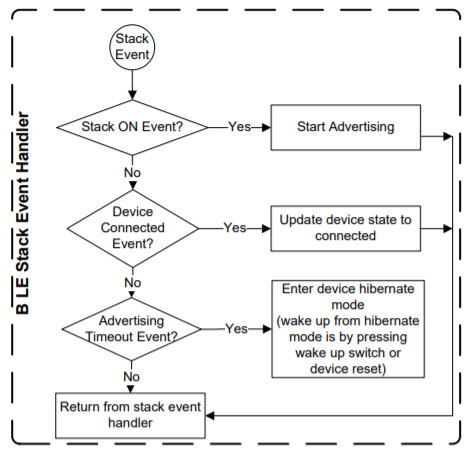 B LE Stack Event Handler
Stack
Event
Stack ON Event?
Yes
Start Advertising
No
Device
Connected
Event?
Yes
Update device state to
connected
No
Advertising
Timeout Event?
Yes
Enter device hibernate
mode
(wake up from hibernate
mode is by pressing
wake up switch or
device reset)
No
Return from stack event
handler